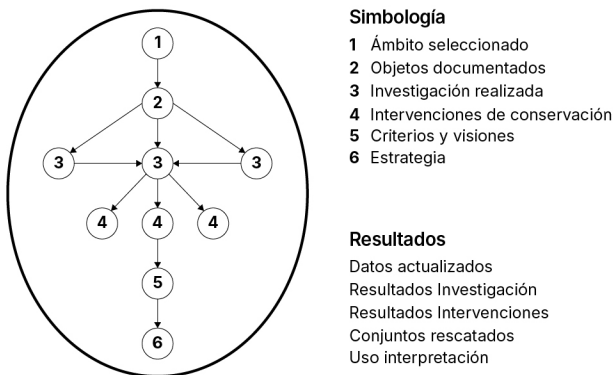 1
2
3 3 3
4 4 4
5
6
Simbología
1 Ámbito seleccionado
2 Objetos documentados
3 Investigación realizada
4 Intervenciones de conservación
5 Criterios y visiones
6 Estrategia
Resultados
Datos actualizados
Resultados Investigación
Resultados Intervenciones
Conjuntos rescatados
Uso interpretación